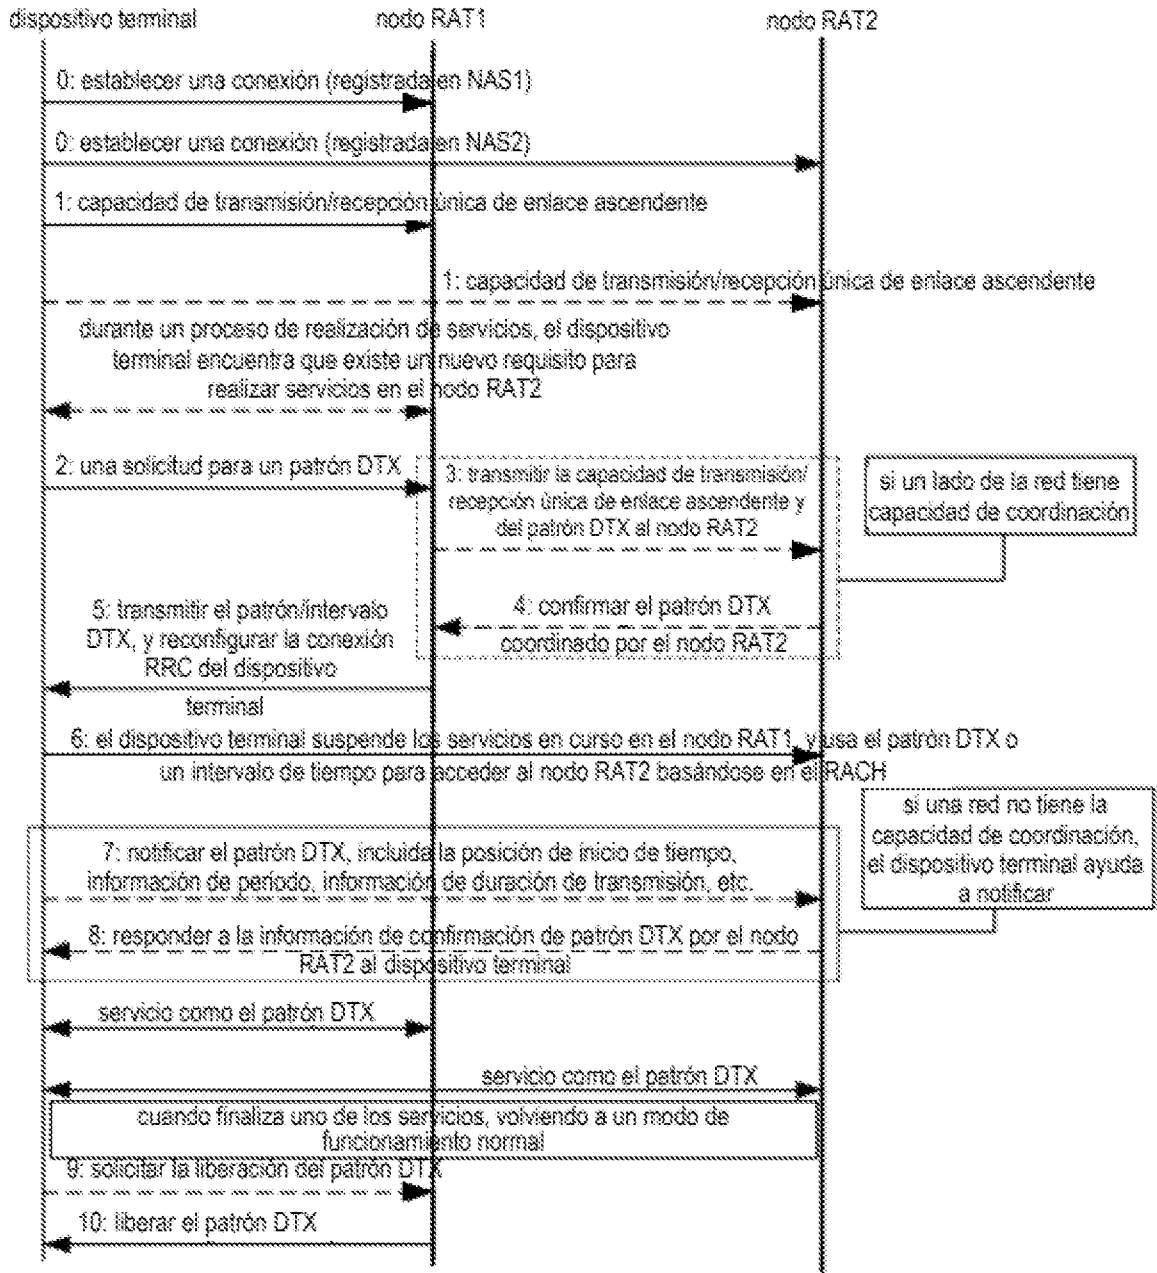 dispositivo terminal
nodo RAT1
nodo RAT2
0: establecer una conexión (registrada en NAS1)
0: establecer una conexión (registrada en NAS2)
1: capacidad de transmisión/recepción única de enlace ascendente
1: capacidad de transmisión/recepción única de enlace ascendente
durante un proceso de realización de servicios, el dispositivo
terminal encuentra que existe un nuevo requisito para
realizar servicios en el nodo RAT2
2: una solicitud para un patrón DTX
3: transmitir la capacidad de transmisión/
recepción única de enlace ascendente y
del patrón DTX al nodo RAT2
si un lado de la red tiene
capacidad de coordinación
4: confirmar el patrón DTX
coordinado por el nodo RAT2
5: transmitir el patrón/intervalo
DTX, y reconfigurar la conexión
RRC del dispositivo
terminal
6: el dispositivo terminal suspende los servicios en curso en el nodo RAT1, y usa el patrón DTX o
un intervalo de tiempo para acceder al nodo RAT2 basándose en el RACH
si una red no tiene la
capacidad de coordinación,
el dispositivo terminal ayuda
a notificar
7: notificar el patrón DTX, incluida la posición de inicio de tiempo,
información de período, información de duración de transmisión, etc.
8: responder a la información de confirmación de patrón DTX por el nodo
RAT2 al dispositivo terminal
servicio como el patrón DTX
servicio como el patrón DTX
cuando finaliza uno de los servicios, volviendo a un modo de
funcionamiento normal
9: solicitar la liberación del patrón DTX
10: liberar el patrón DTX